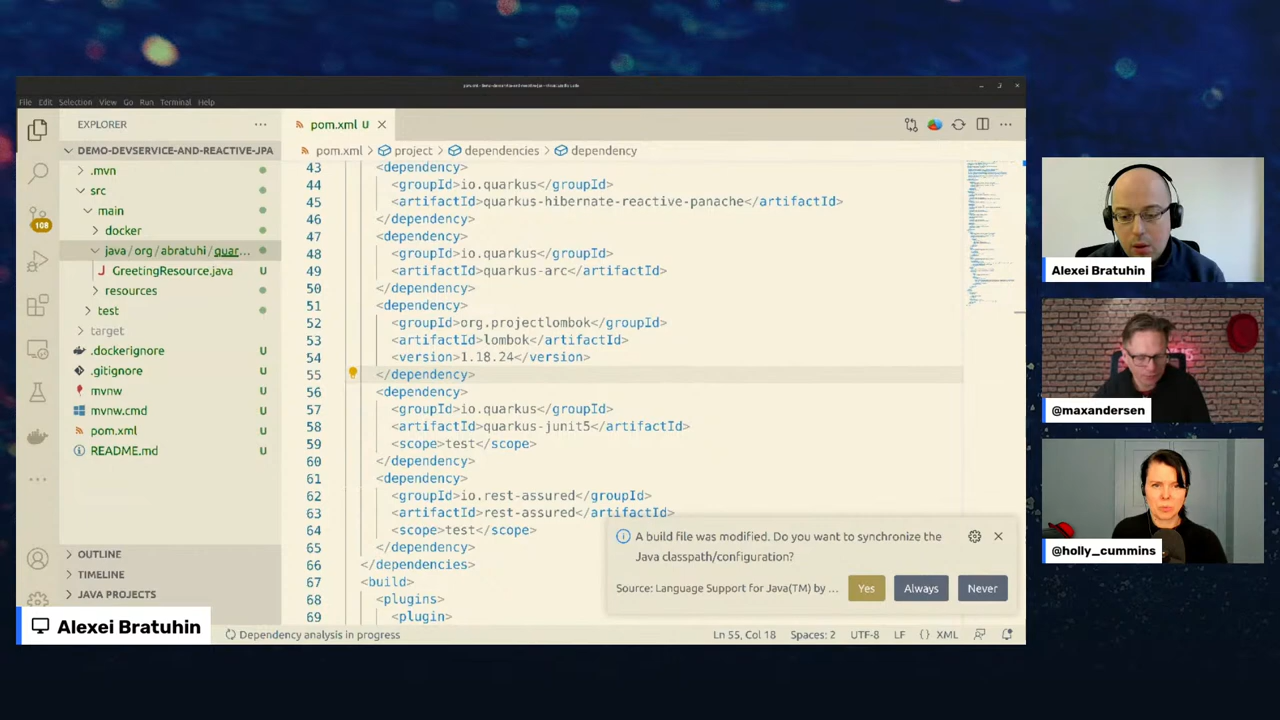 File Edit Selection View Go Run Terminal Help
EXPLORER
DEMO-DEVSERVICE-AND-REACTIVE-JPA
.mvn
src
main
docker
java / org / abratuhi / quar...
GreetingResource.java
resources
test
target
.dockerignore U
.gitignore U
mvnw U
mvnw.cmd U
pom.xml U
README.md U
OUTLINE
TIMELINE
JAVA PROJECTS
108
pom.xml U
pom.xml > project > dependencies > dependency
43 <dependency>
44 <groupId>io.quarkus</groupId>
45 <artifactId>quarkus-hibernate-reactive-panache</artifactId>
46 </dependency>
47 <dependency>
48 <groupId>io.quarkus</groupId>
49 <artifactId>quarkus-arc</artifactId>
50 </dependency>
51 <dependency>
52 <groupId>org.projectlombok</groupId>
53 <artifactId>lombok</artifactId>
54 <version>1.18.24</version>
55 </dependency>
56 <dependency>
57 <groupId>io.quarkus</groupId>
58 <artifactId>quarkus-junit5</artifactId>
59 <scope>test</scope>
60 </dependency>
61 <dependency>
62 <groupId>io.rest-assured</groupId>
63 <artifactId>rest-assured</artifactId>
64 <scope>test</scope>
65 </dependency>
66 </dependencies>
67 <build>
68 <plugins>
69 <plugin>
A build file was modified. Do you want to synchronize the
Java classpath/configuration?
Source: Language Support for Java(TM) by ...
Yes
Always
Never
Dependency analysis in progress
Ln 55, Col 18 Spaces: 2 UTF-8 LF {} XML
Alexei Bratuhin
Alexei Bratuhin
@maxandersen
@holly_cummins